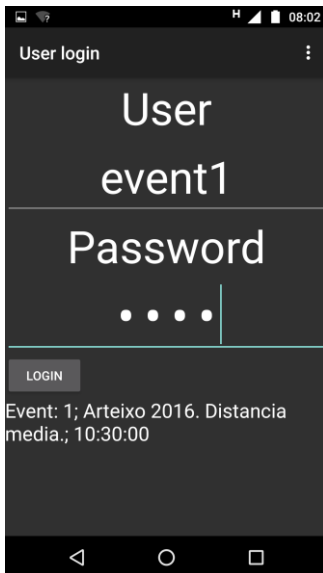 H 08:02
User login
User
event1
Password
••••
LOGIN
Event: 1; Arteixo 2016. Distancia
media.; 10:30:00